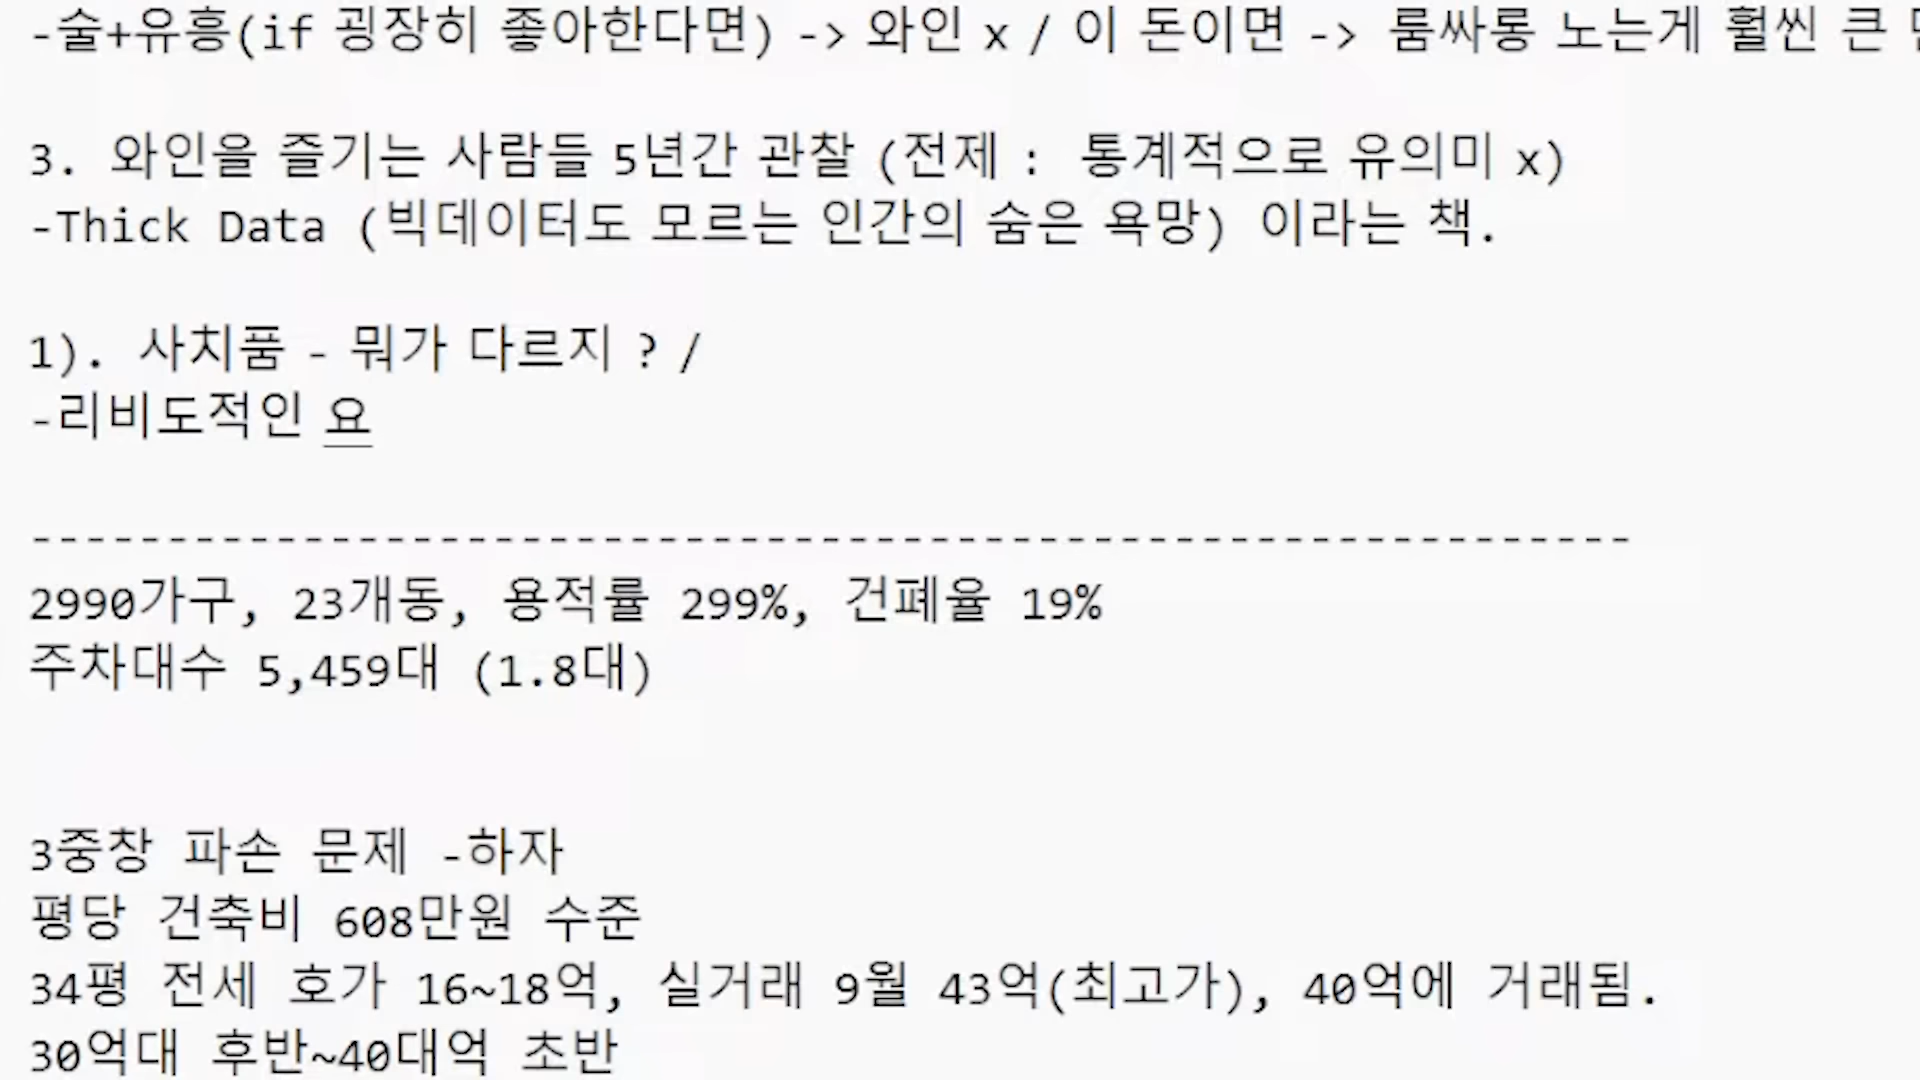 -술+유흥(if 굉장히 좋아한다면) -> 와인 x / 이 돈이면 -> 룸싸롱 노는게 훨씬 큰
3. 와인을 즐기는 사람들 5년간 관찰 (전제 : 통계적으로 유의미 x)
-Thick Data (빅데이터도 모르는 인간의 숨은 욕망) 이라는 책.
1). 사치품 - 뭐가 다르지 ? /
-리비도적인 요
-----------------------------------------------------------
2990가구, 23개동, 용적률 299%, 건폐율 19%
주차대수 5,459대 (1.8대)
3중창 파손 문제 -하자
평당 건축비 608만원 수준
34평 전세 호가 16~18억, 실거래 9월 43억(최고가), 40억에 거래됨.
30억대 후반~40대억 초반